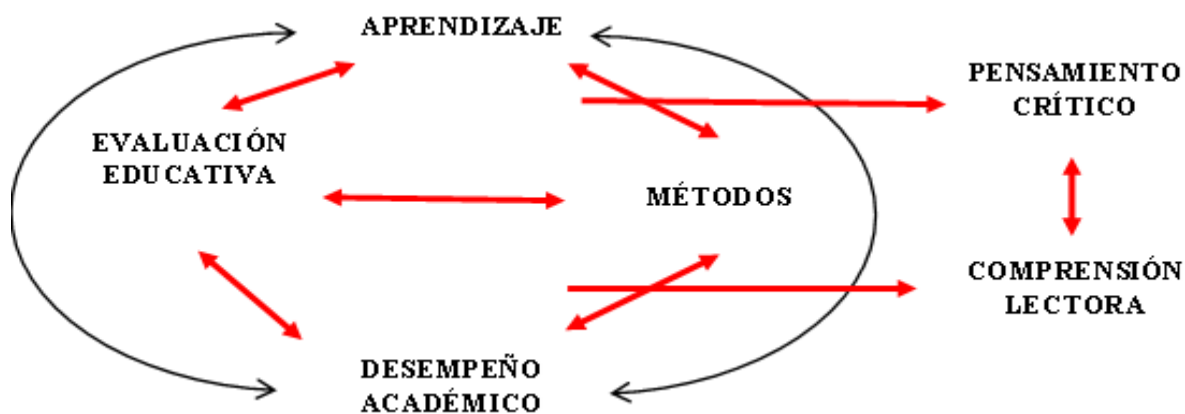 APRENDIZAJE
PENSAMIENTO
CRÍTICO
EVALUACIÓN
EDUCATIVA
MÉTODOS
COMPRENSIÓN
LECTORA
DESEMPEÑO
ACADÉMICO